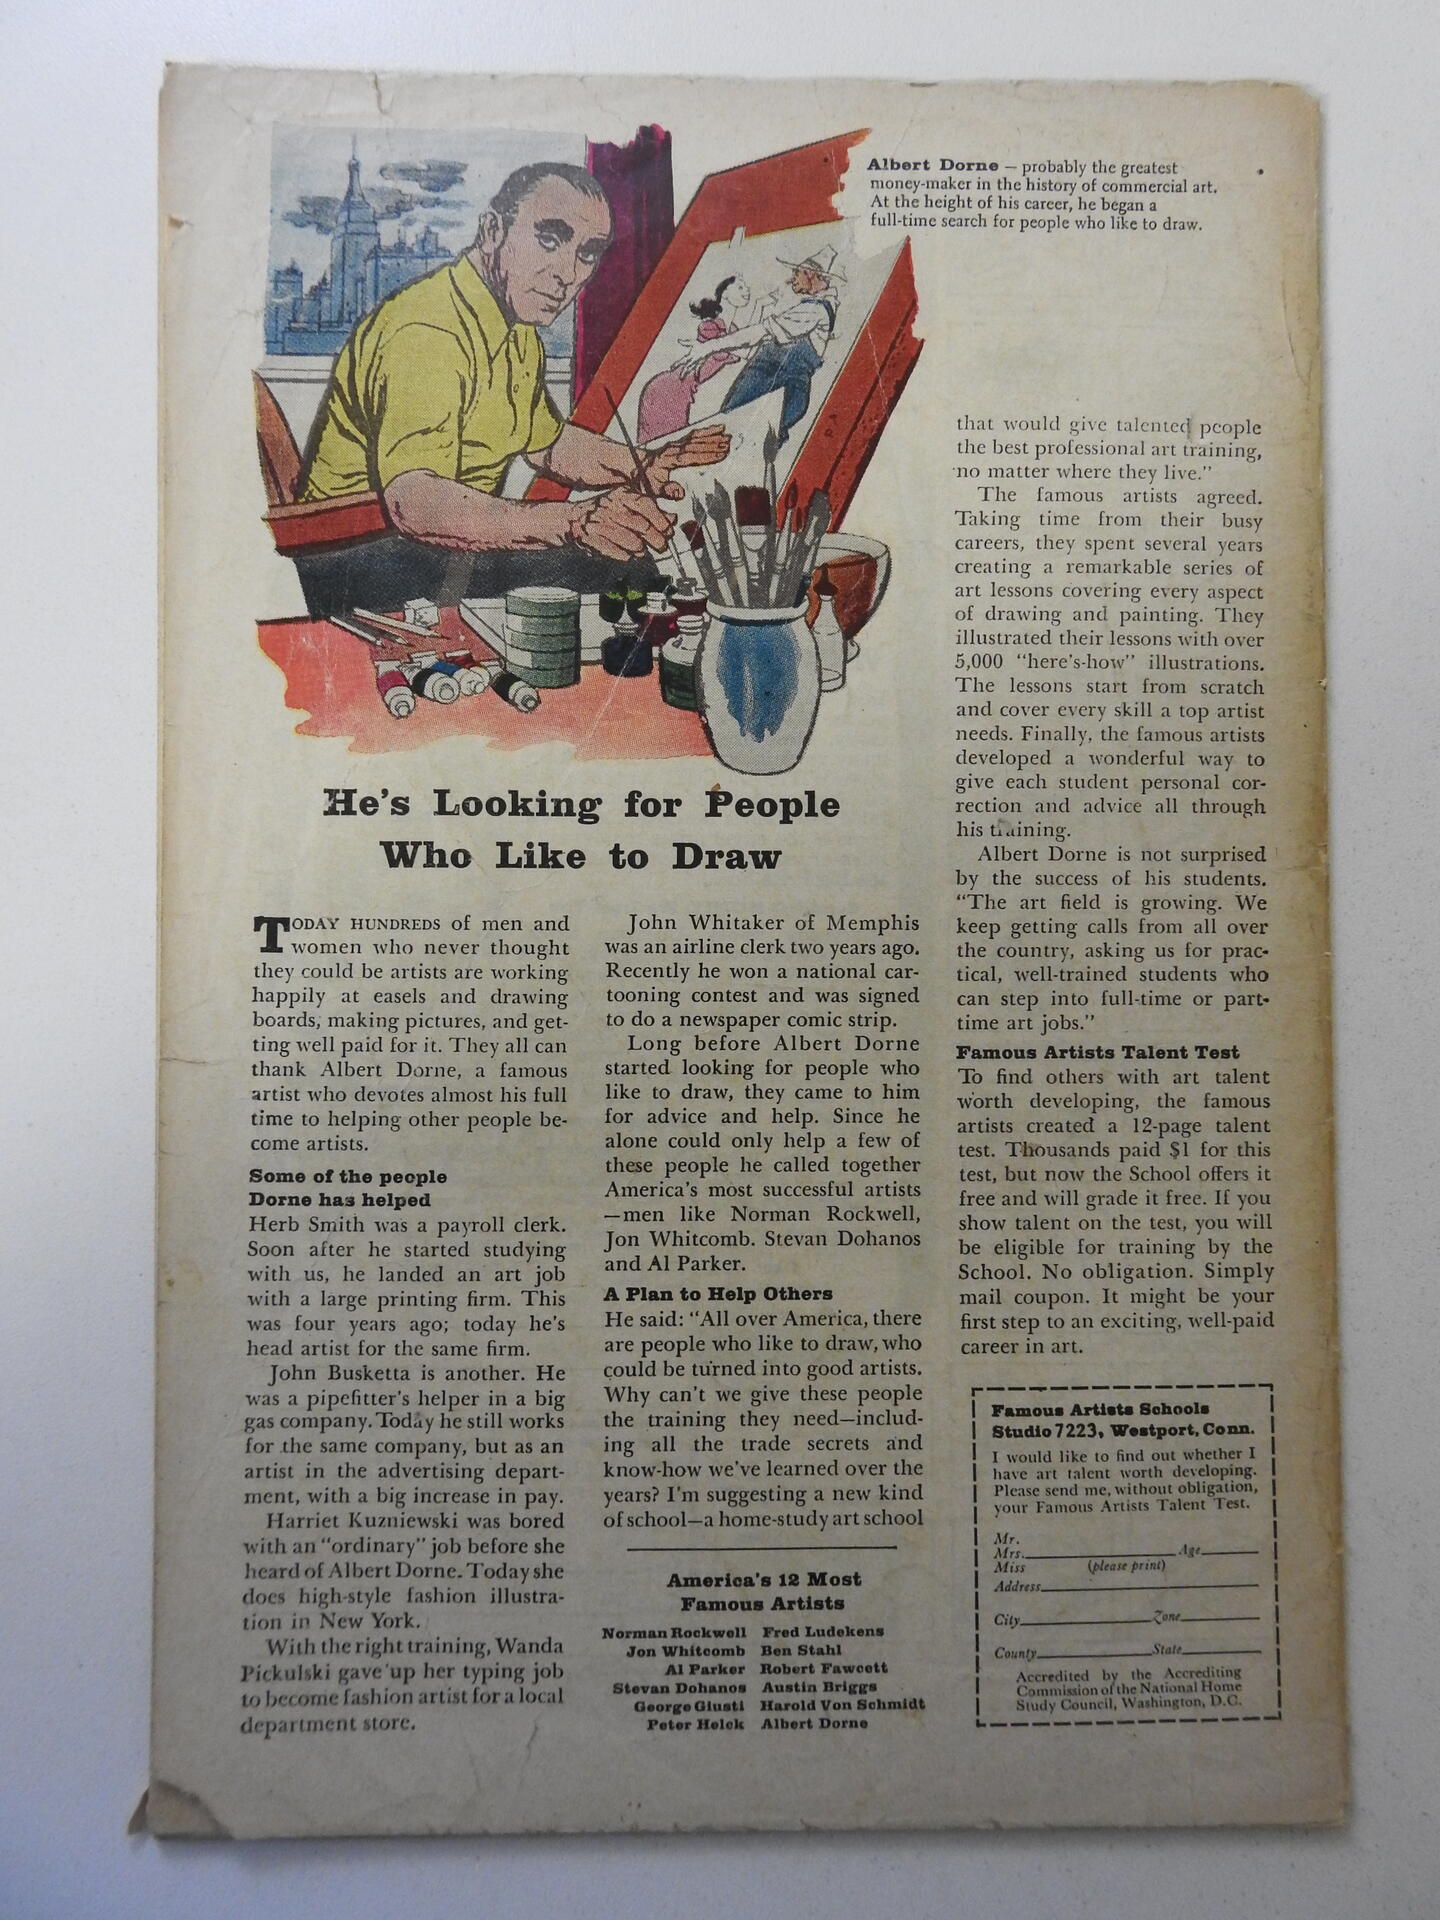 Albert Dorne — probably the greatest
money-maker in the history of commercial art.
At the height of his career, he began a
full-time search for people who like to draw.
He's Looking for People
Who Like to Draw
TODAY HUNDREDS of men and
women who never thought
they could be artists are working
happily at easels and drawing
boards, making pictures, and get-
ting well paid for it. They all can
thank Albert Dorne, a famous
artist who devotes almost his full
time to helping other people be-
come artists.
Some of the people
Dorne has helped
Herb Smith was a payroll clerk.
Soon after he started studying
with us, he landed an art job
with a large printing firm. This
was four years ago; today he's
head artist for the same firm.
John Busketta is another. He
was a pipefitter's helper in a big
gas company. Today he still works
for the same company, but as an
artist in the advertising depart-
ment, with a big increase in pay.
Harriet Kuzniewski was bored
with an "ordinary" job before she
heard of Albert Dorne. Today she
does high-style fashion illustra-
tion in New York.
With the right training, Wanda
Pickulski gave up her typing job
to become fashion artist for a local
department store.
John Whitaker of Memphis
was an airline clerk two years ago.
Recently he won a national car-
tooning contest and was signed
to do a newspaper comic strip.
Long before Albert Dorne
started looking for people who
like to draw, they came to him
for advice and help. Since he
alone could only help a few of
these people he called together
America's most successful artists
—men like Norman Rockwell,
Jon Whitcomb. Stevan Dohanos
and Al Parker.
A Plan to Help Others
He said: "All over America, there
are people who like to draw, who
could be turned into good artists.
Why can't we give these people
the training they need—includ-
ing all the trade secrets and
know-how we've learned over the
years? I'm suggesting a new kind
of school—a home-study art school
America's 12 Most
Famous Artists
Norman Rockwell Fred Ludekens
Jon Whitcomb Ben Stahl
Al Parker Robert Fawcett
Stevan Dohanos Austin Briggs
George Giusti Harold Von Schmidt
Peter Helck Albert Dorne
that would give talented people
the best professional art training,
no matter where they live."
The famous artists agreed.
Taking time from their busy
careers, they spent several years
creating a remarkable series of
art lessons covering every aspect
of drawing and painting. They
illustrated their lessons with over
5,000 "here's-how" illustrations.
The lessons start from scratch
and cover every skill a top artist
needs. Finally, the famous artists
developed a wonderful way to
give each student personal cor-
rection and advice all through
his training.
Albert Dorne is not surprised
by the success of his students.
"The art field is growing. We
keep getting calls from all over
the country, asking us for prac-
tical, well-trained students who
can step into full-time or part-
time art jobs."
Famous Artists Talent Test
To find others with art talent
worth developing, the famous
artists created a 12-page talent
test. Thousands paid $1 for this
test, but now the School offers it
free and will grade it free. If you
show talent on the test, you will
be eligible for training by the
School. No obligation. Simply
mail coupon. It might be your
first step to an exciting, well-paid
career in art.
Famous Artists Schools
Studio 7223, Westport, Conn.
I would like to find out whether I
have art talent worth developing.
Please send me, without obligation,
your Famous Artists Talent Test.
Mr.
Mrs. Age
Miss (please print)
Address
City Zone
County State
Accredited by the Accrediting
Commission of the National Home
Study Council, Washington, D.C.